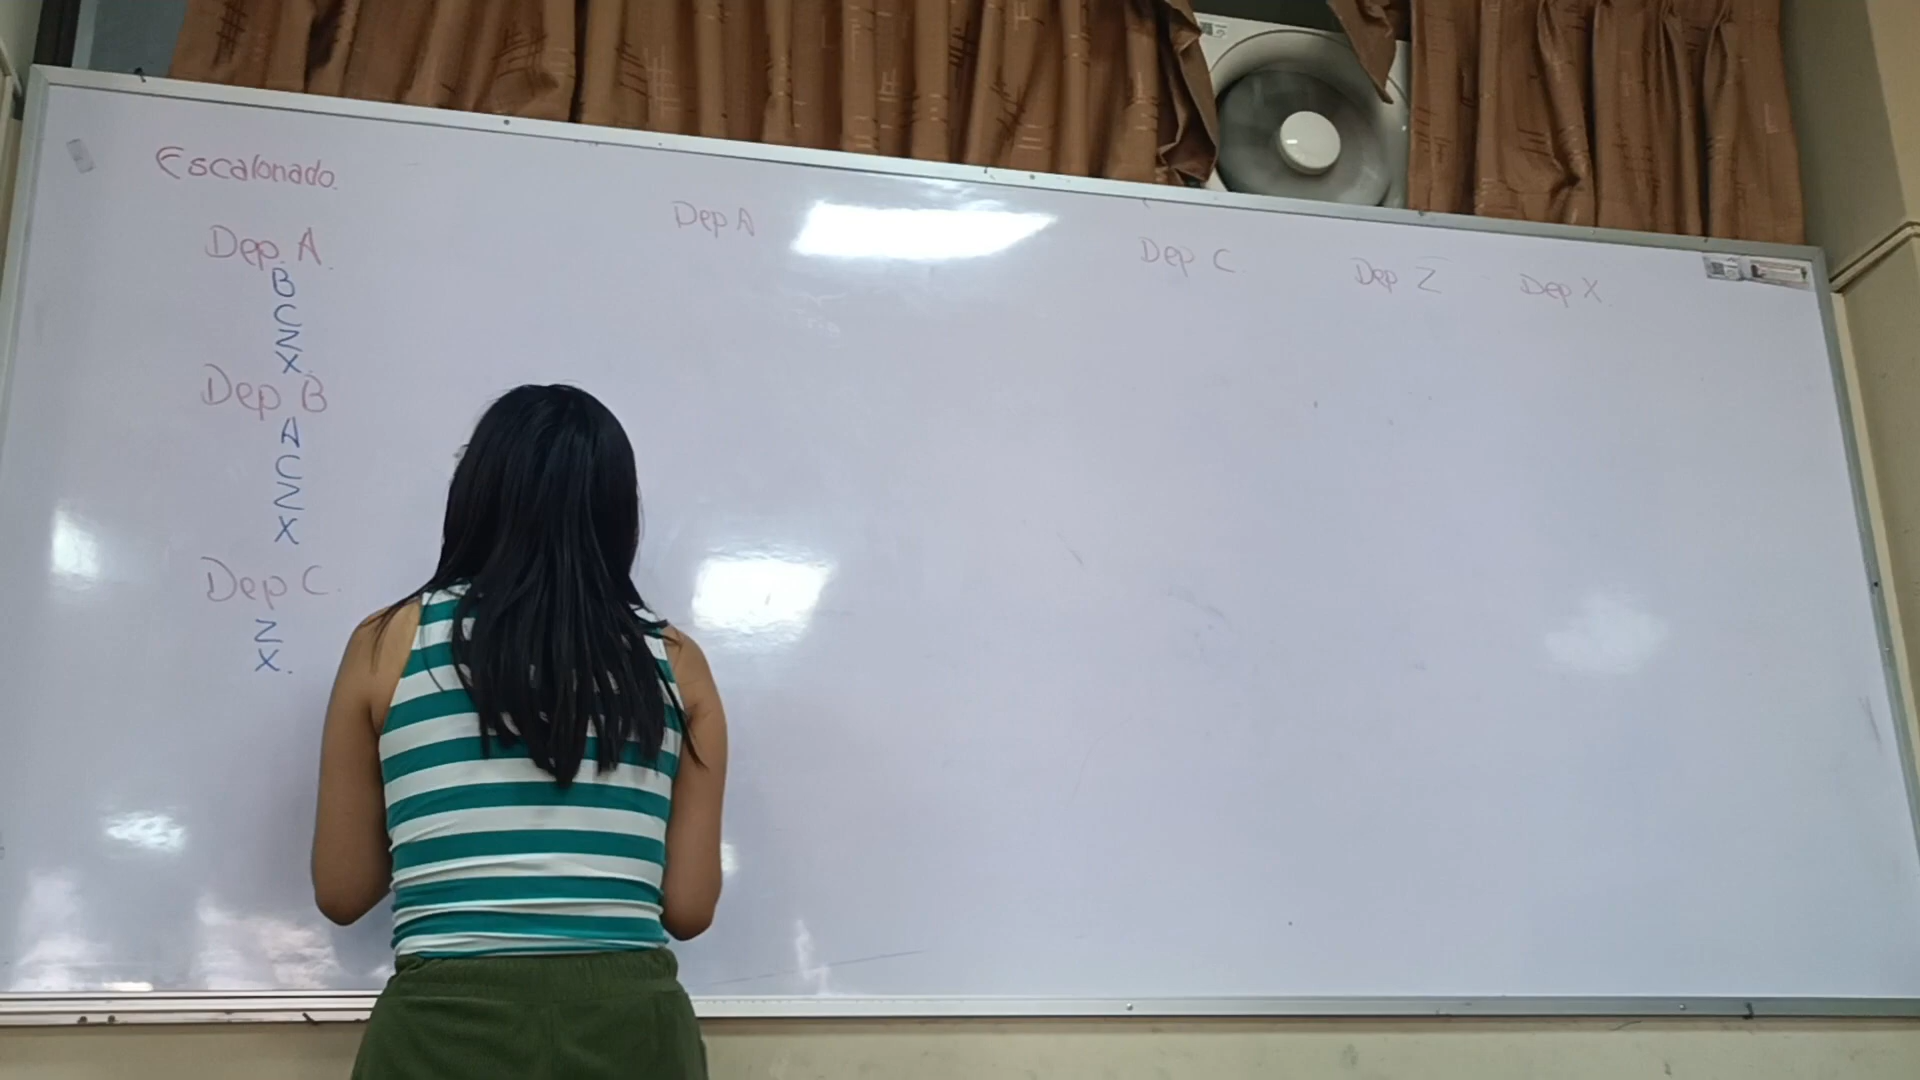 Escalonado.
Dep. A.
B
C
Z
X
Dep B
A
C
Z
X
Dep C.
Z
X.
Dep A
Dep C
Dep Z
Dep X